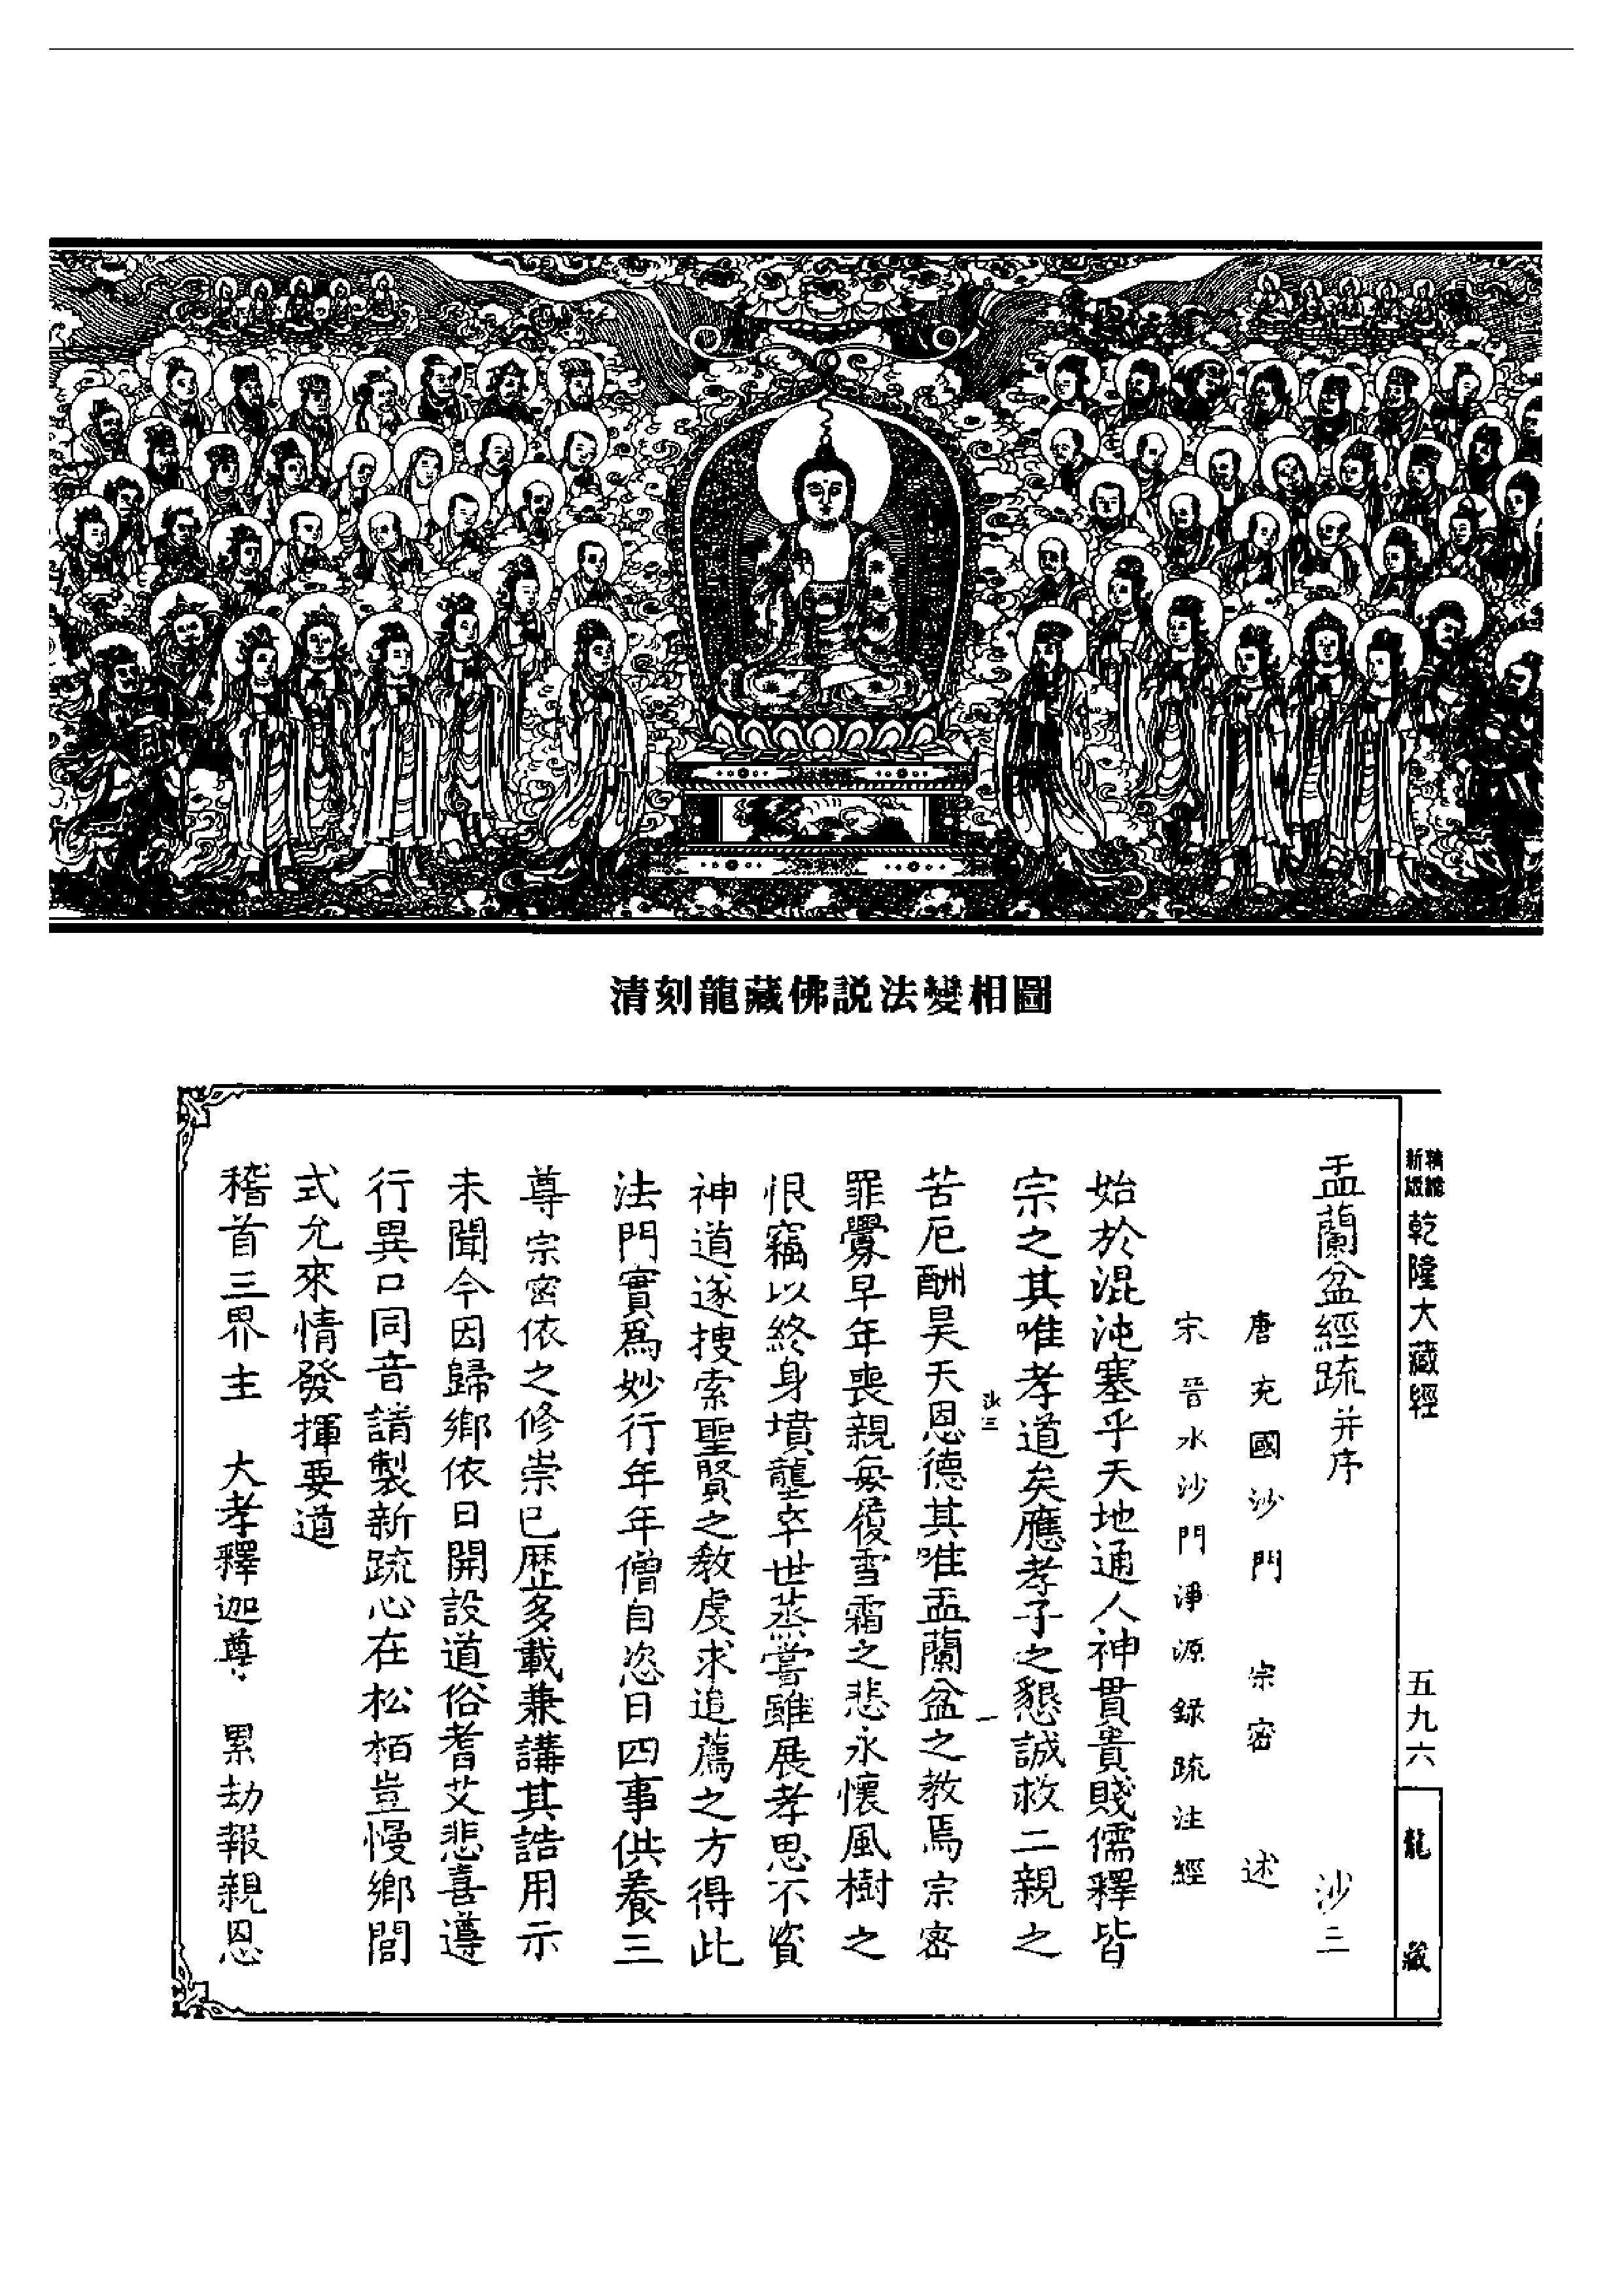 清刻龍藏佛説法變相圖
新版
精縮
乾隆大藏經
五九六
龍藏
盂蘭盆經疏并序 沙三
唐充國沙門 宗密 述
宋晉水沙門淨源録疏注經
始於混沌塞乎天地通人神貫貴賤儒釋皆
宗之其唯孝道矣應孝子之懇誠救二親之
沙三 一
苦厄酬昊天恩德其唯盂蘭盆之教焉宗密
罪舋早年喪親每履雪霜之悲永懷風樹之
恨竊以終身墳壟卒世蒸嘗雖展孝思不資
神道遂搜索聖賢之教虔求追薦之方得此
法門實爲妙行年年僧自恣日四事供養三
尊宗密依之修崇已歷多載兼講其誥用示
未聞今因歸鄉依日開設道俗耆艾悲喜遵
行異口同音請製新疏心在松栢豈慢鄉閭
式允來情發揮要道
稽首三界主 大孝釋迦尊 累劫報親恩